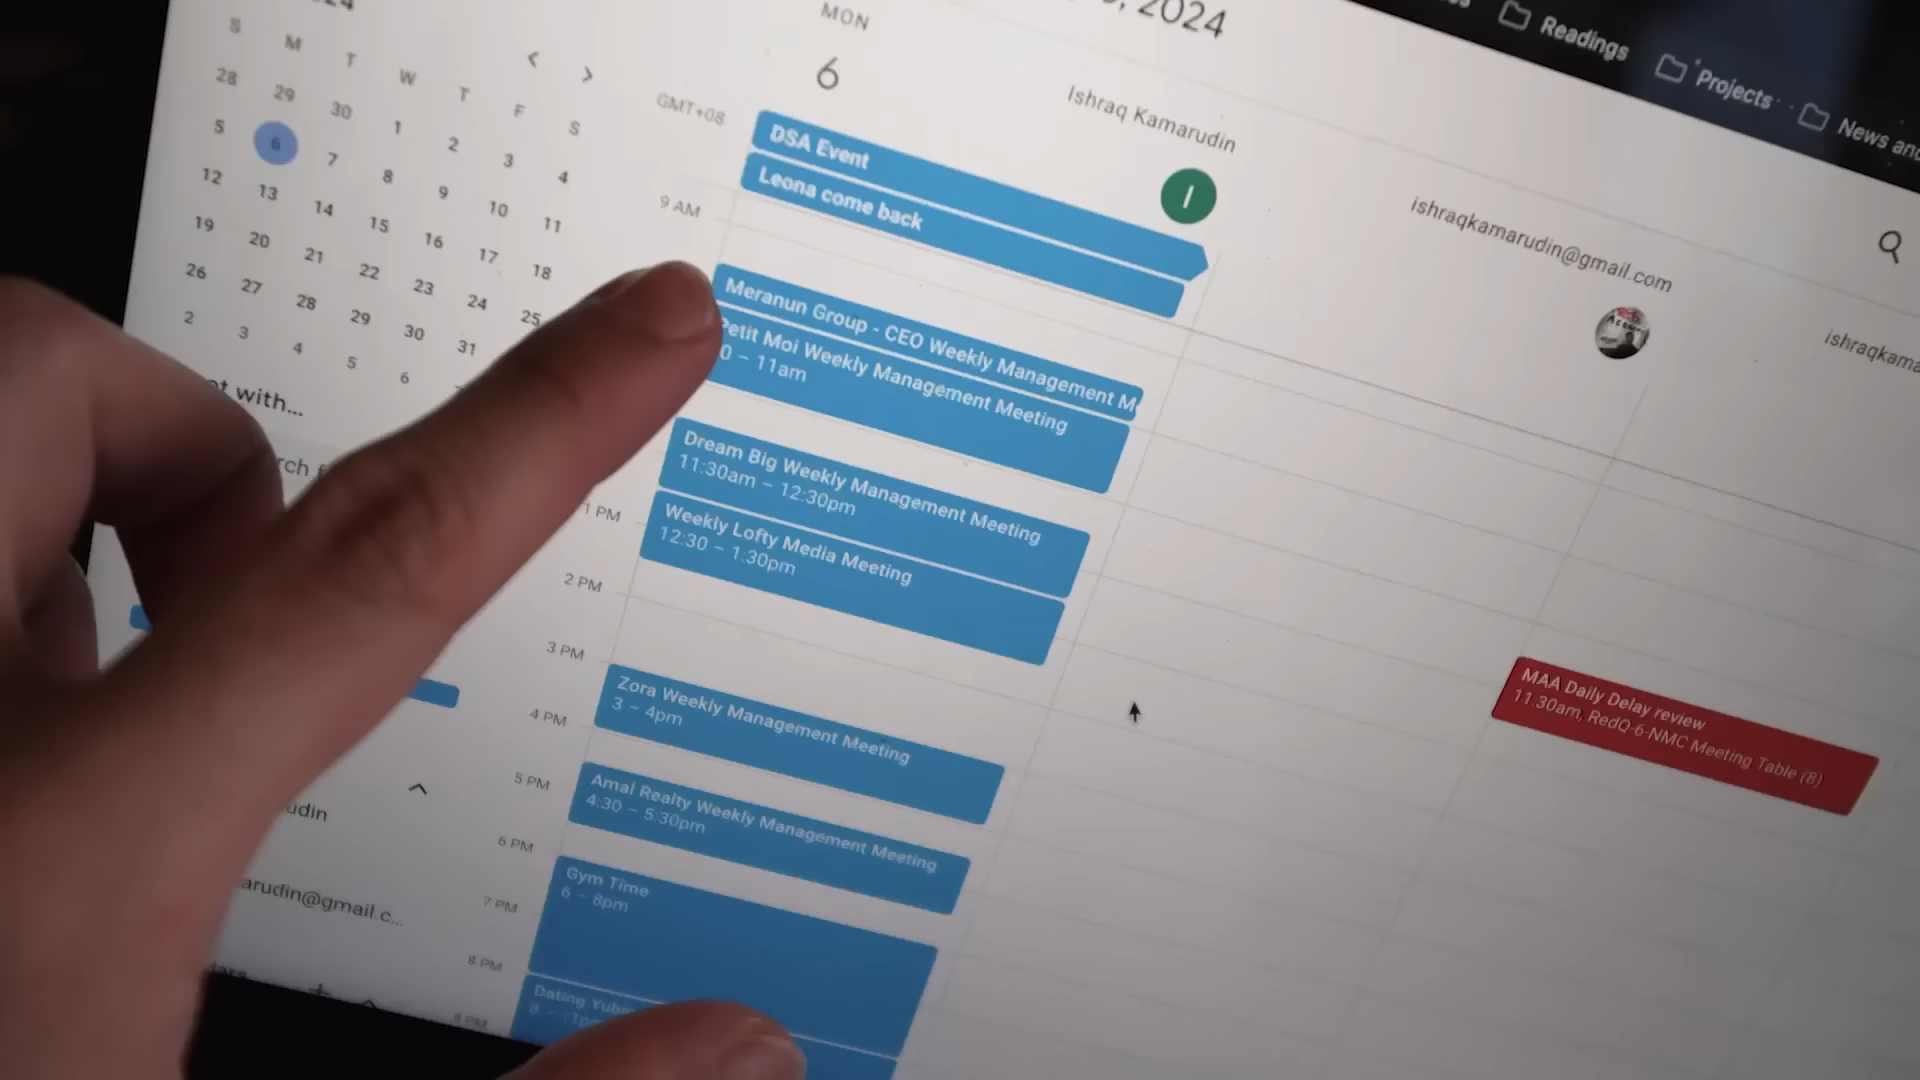 2024
Readings
Projects
News and
S M T W T F S
28 29 30 1 2 3 4
5 6 7 8 9 10 11
12 13 14 15 16 17 18
19 20 21 22 23 24 25
26 27 28 29 30 31
2 3 4 5 6
with...
MON
6
GMT+08
Ishraq Kamarudin
I
ishraqkamarudin@gmail.com
DSA Event
Leona come back
9 AM
Meranun Group - CEO Weekly Management M
Petit Moi Weekly Management Meeting
0 – 11am
Dream Big Weekly Management Meeting
11:30am – 12:30pm
1 PM
Weekly Lofty Media Meeting
12:30 – 1:30pm
2 PM
3 PM
Zora Weekly Management Meeting
3 – 4pm
4 PM
5 PM
Amal Realty Weekly Management Meeting
4:30 – 5:30pm
6 PM
Gym Time
6 – 8pm
7 PM
8 PM
Dating
9 PM
MAA Daily Delay review
11:30am, RedQ-6-NMC Meeting Table (8)
udin
arudin@gmail.c...